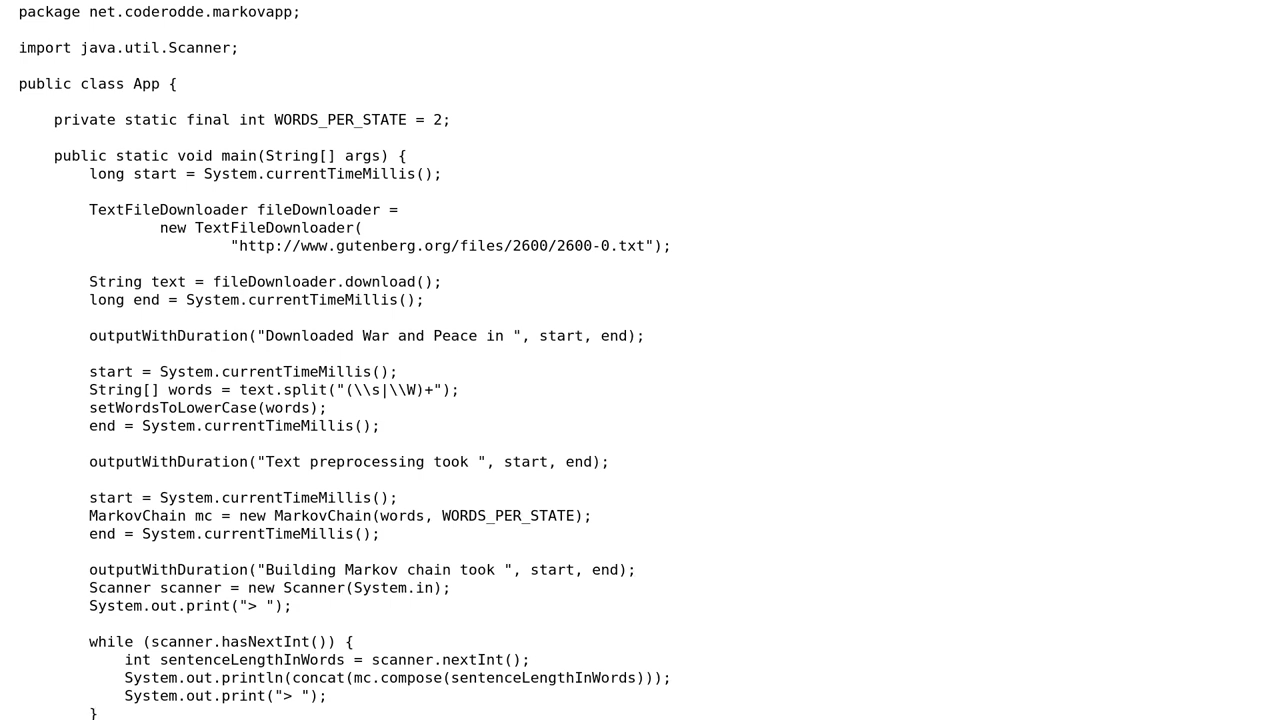 package net.coderodde.markovapp;

import java.util.Scanner;

public class App {

    private static final int WORDS_PER_STATE = 2;

    public static void main(String[] args) {
        long start = System.currentTimeMillis();

        TextFileDownloader fileDownloader =
                new TextFileDownloader(
                        "http://www.gutenberg.org/files/2600/2600-0.txt");

        String text = fileDownloader.download();
        long end = System.currentTimeMillis();

        outputWithDuration("Downloaded War and Peace in ", start, end);

        start = System.currentTimeMillis();
        String[] words = text.split("(\\s|\\W)+");
        setWordsToLowerCase(words);
        end = System.currentTimeMillis();

        outputWithDuration("Text preprocessing took ", start, end);

        start = System.currentTimeMillis();
        MarkovChain mc = new MarkovChain(words, WORDS_PER_STATE);
        end = System.currentTimeMillis();

        outputWithDuration("Building Markov chain took ", start, end);
        Scanner scanner = new Scanner(System.in);
        System.out.print("> ");

        while (scanner.hasNextInt()) {
            int sentenceLengthInWords = scanner.nextInt();
            System.out.println(concat(mc.compose(sentenceLengthInWords)));
            System.out.print("> ");
        }